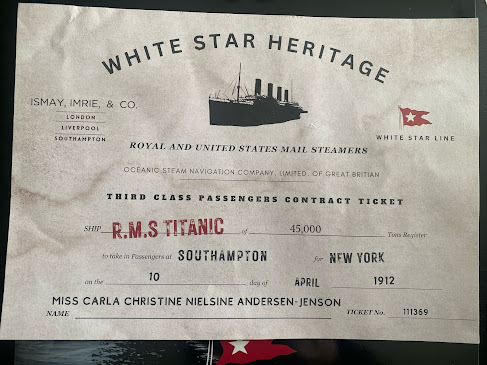 WHITE STAR HERITAGE
ISMAY, IMRIE, & CO.
LONDON
LIVERPOOL
SOUTHAMPTON
WHITE STAR LINE
ROYAL AND UNITED STATES MAIL STEAMERS
OCEANIC STEAM NAVIGATION COMPANY, LIMITED, OF GREAT BRITIAN
THIRD CLASS PASSENGERS CONTRACT TICKET
SHIP R.M.S TITANIC of 45,000 Tons Register
to take in Passengers at SOUTHAMPTON for NEW YORK
on the 10 day of APRIL 1912
MISS CARLA CHRISTINE NIELSINE ANDERSEN-JENSON
NAME TICKET No. 111369